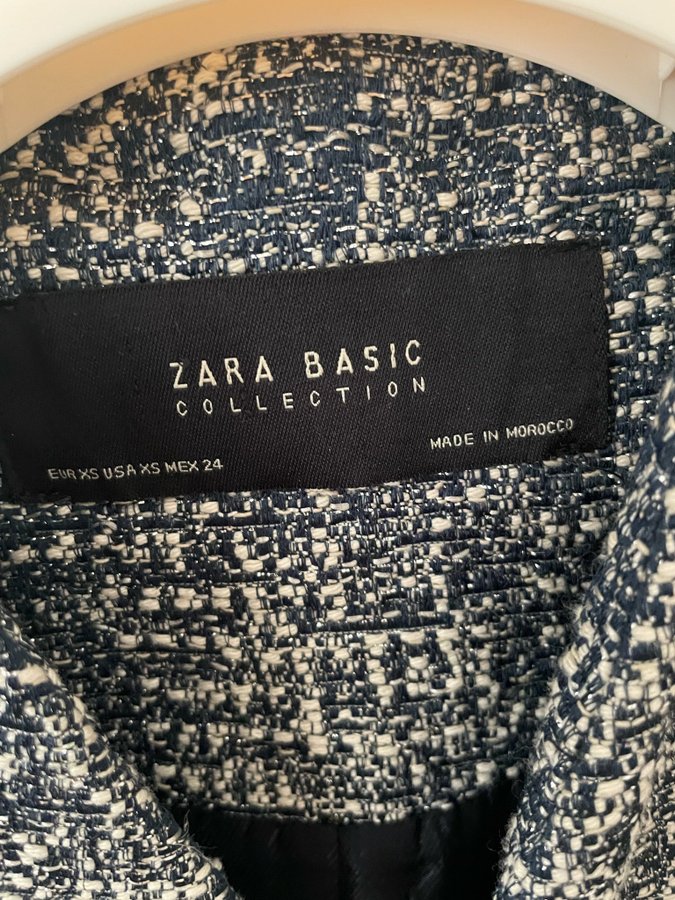 ZARA BASIC
COLLECTION
EUR XS USA XS MEX 24
MADE IN MOROCCO